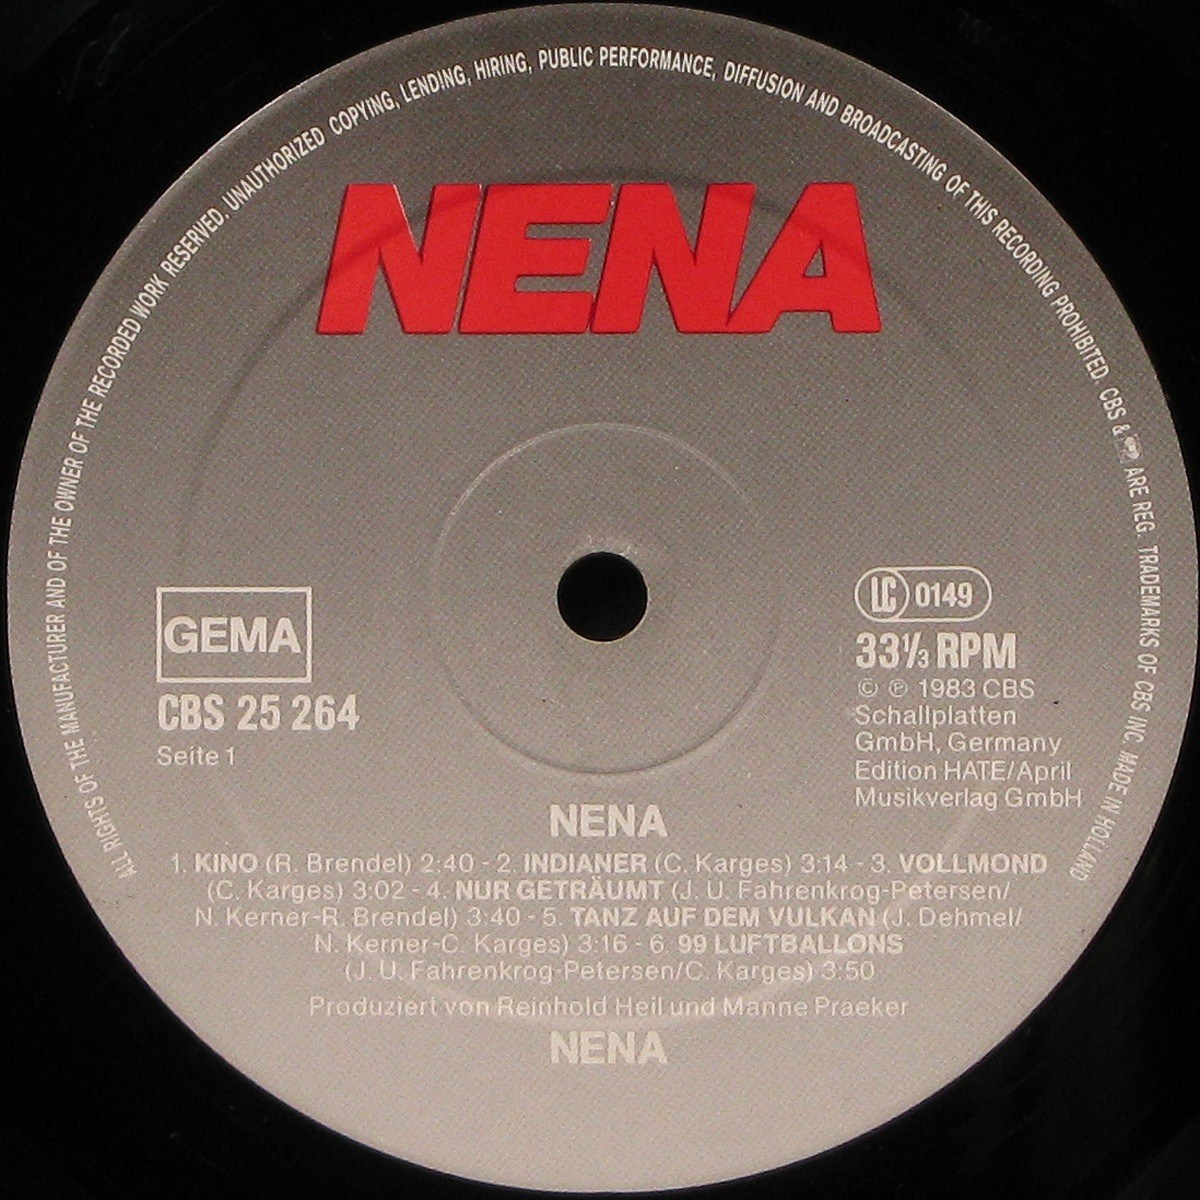 ALL RIGHTS OF THE MANUFACTURER AND OF THE OWNER OF THE RECORDED WORK RESERVED. UNAUTHORIZED COPYING, LENDING, HIRING, PUBLIC PERFORMANCE, DIFFUSION AND BROADCASTING OF THIS RECORDING PROHIBITED. CBS & ARE REG. TRADEMARKS OF CBS INC. MADE IN HOLLAND
NENA
GEMA
CBS 25 264
Seite 1
LC 0149
33⅓ RPM
© ℗ 1983 CBS
Schallplatten
GmbH, Germany
Edition HATE/April
Musikverlag GmbH
NENA
1. KINO (R. Brendel) 2:40 - 2. INDIANER (C. Karges) 3:14 - 3. VOLLMOND
(C. Karges) 3:02 - 4. NUR GETRÄUMT (J. U. Fahrenkrog-Petersen/
N. Kerner-R. Brendel) 3:40 - 5. TANZ AUF DEM VULKAN (J. Dehmel/
N. Kerner-C. Karges) 3:16 - 6. 99 LUFTBALLONS
(J. U. Fahrenkrog-Petersen/C. Karges) 3:50
Produziert von Reinhold Heil und Manne Praeker
NENA